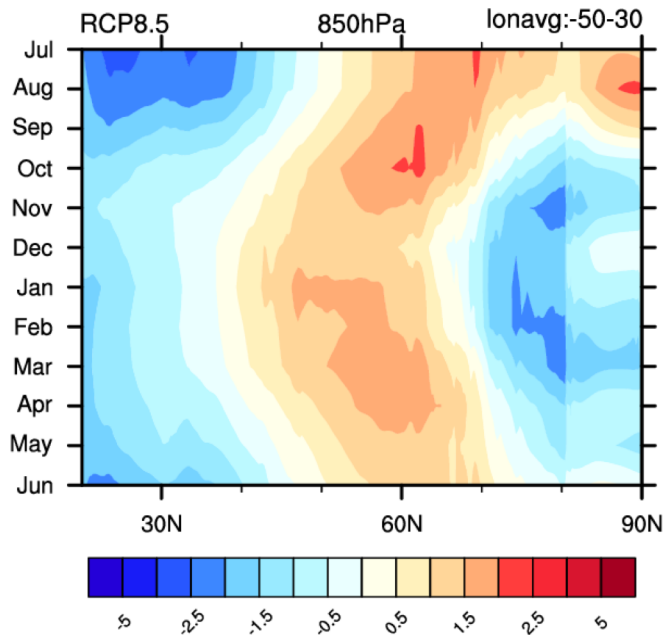 RCP8.5 850hPa lonavg:-50-30
Jul
Aug
Sep
Oct
Nov
Dec
Jan
Feb
Mar
Apr
May
Jun
30N 60N 90N
-5 -2.5 -1.5 -0.5 0.5 1.5 2.5 5